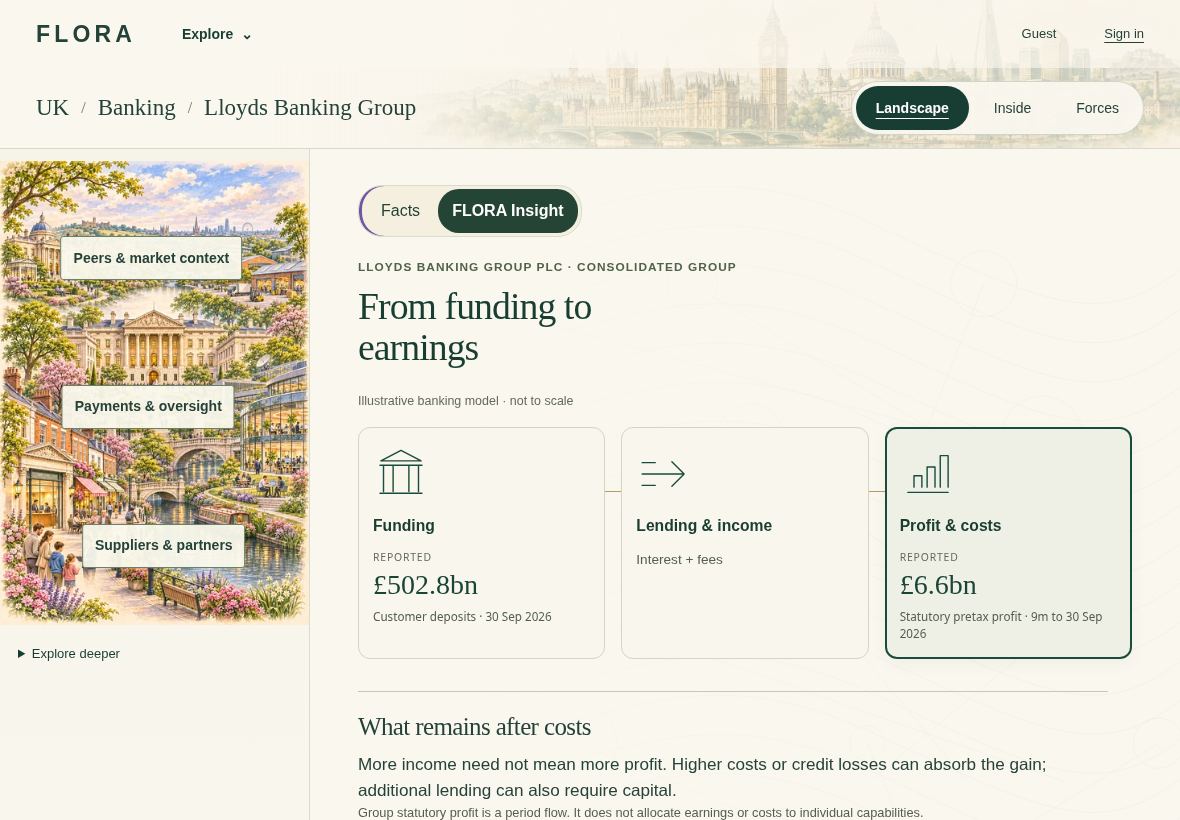 FLORA
Explore
Guest
Sign in
UK / Banking / Lloyds Banking Group
Landscape
Inside
Forces
Peers & market context
Payments & oversight
Suppliers & partners
Explore deeper
Facts
FLORA Insight
LLOYDS BANKING GROUP PLC · CONSOLIDATED GROUP
From funding to
earnings
Illustrative banking model · not to scale
Funding
REPORTED
£502.8bn
Customer deposits · 30 Sep 2026
Lending & income
Interest + fees
Profit & costs
REPORTED
£6.6bn
Statutory pretax profit · 9m to 30 Sep
2026
What remains after costs
More income need not mean more profit. Higher costs or credit losses can absorb the gain;
additional lending can also require capital.
Group statutory profit is a period flow. It does not allocate earnings or costs to individual capabilities.